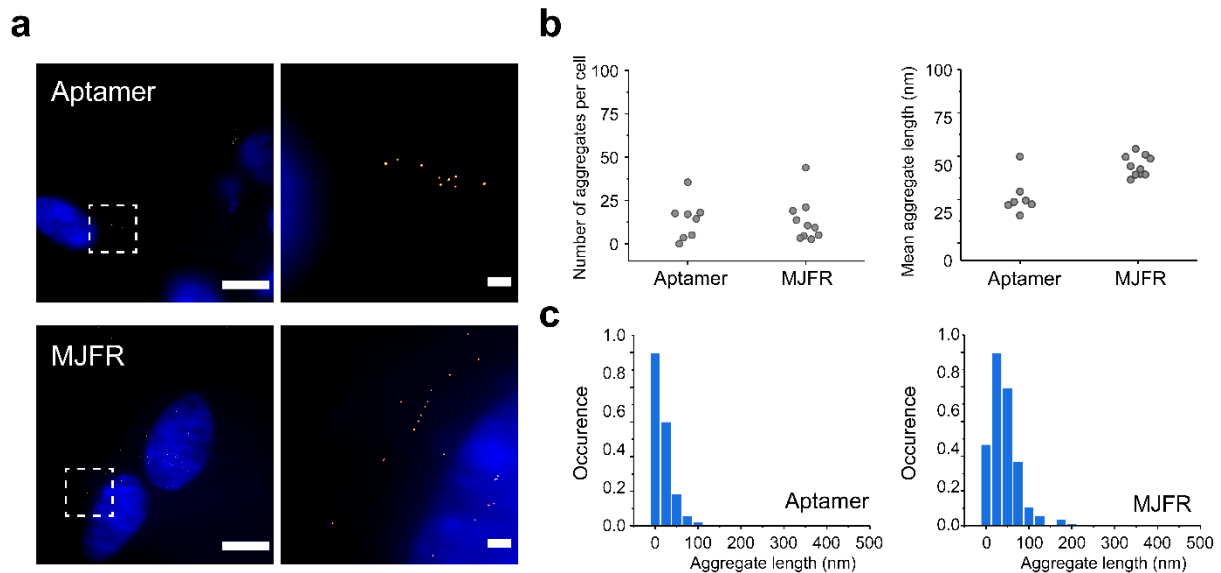 a
Aptamer
MJFR
b
Number of aggregates per cell
100
75
50
25
0
Aptamer
MJFR
Mean aggregate length (nm)
100
75
50
25
0
Aptamer
MJFR
c
Occurence
1.0
0.8
0.6
0.4
0.2
0.0
Aptamer
0 100 200 300 400 500
Aggregate length (nm)
Occurence
1.0
0.8
0.6
0.4
0.2
0.0
MJFR
0 100 200 300 400 500
Aggregate length (nm)